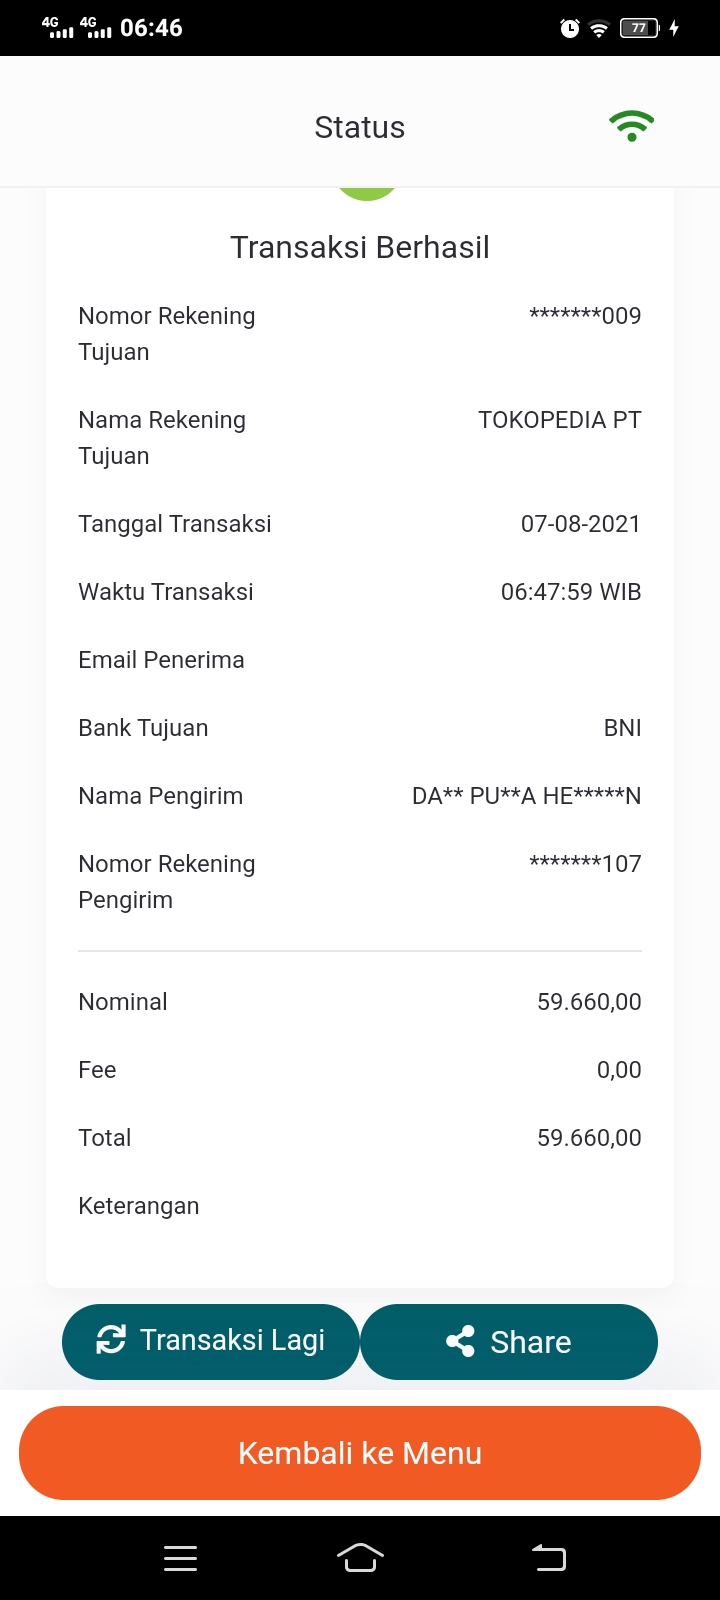 4G 4G 06:46 77
Status
Transaksi Berhasil
Nomor Rekening *******009
Tujuan
Nama Rekening TOKOPEDIA PT
Tujuan
Tanggal Transaksi 07-08-2021
Waktu Transaksi 06:47:59 WIB
Email Penerima
Bank Tujuan BNI
Nama Pengirim DA** PU**A HE*****N
Nomor Rekening *******107
Pengirim
Nominal 59.660,00
Fee 0,00
Total 59.660,00
Keterangan
Transaksi Lagi Share
Kembali ke Menu